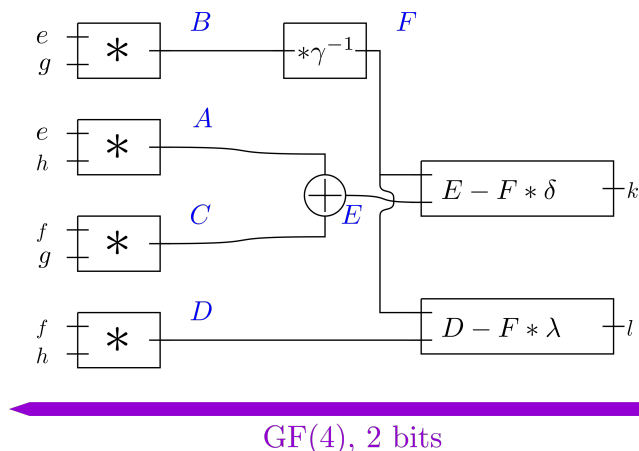 B
F
e
g
*
*γ⁻¹
A
e
h
*
E − F * δ
k
C
E
f
g
*
D
f
h
*
D − F * λ
l
GF(4), 2 bits